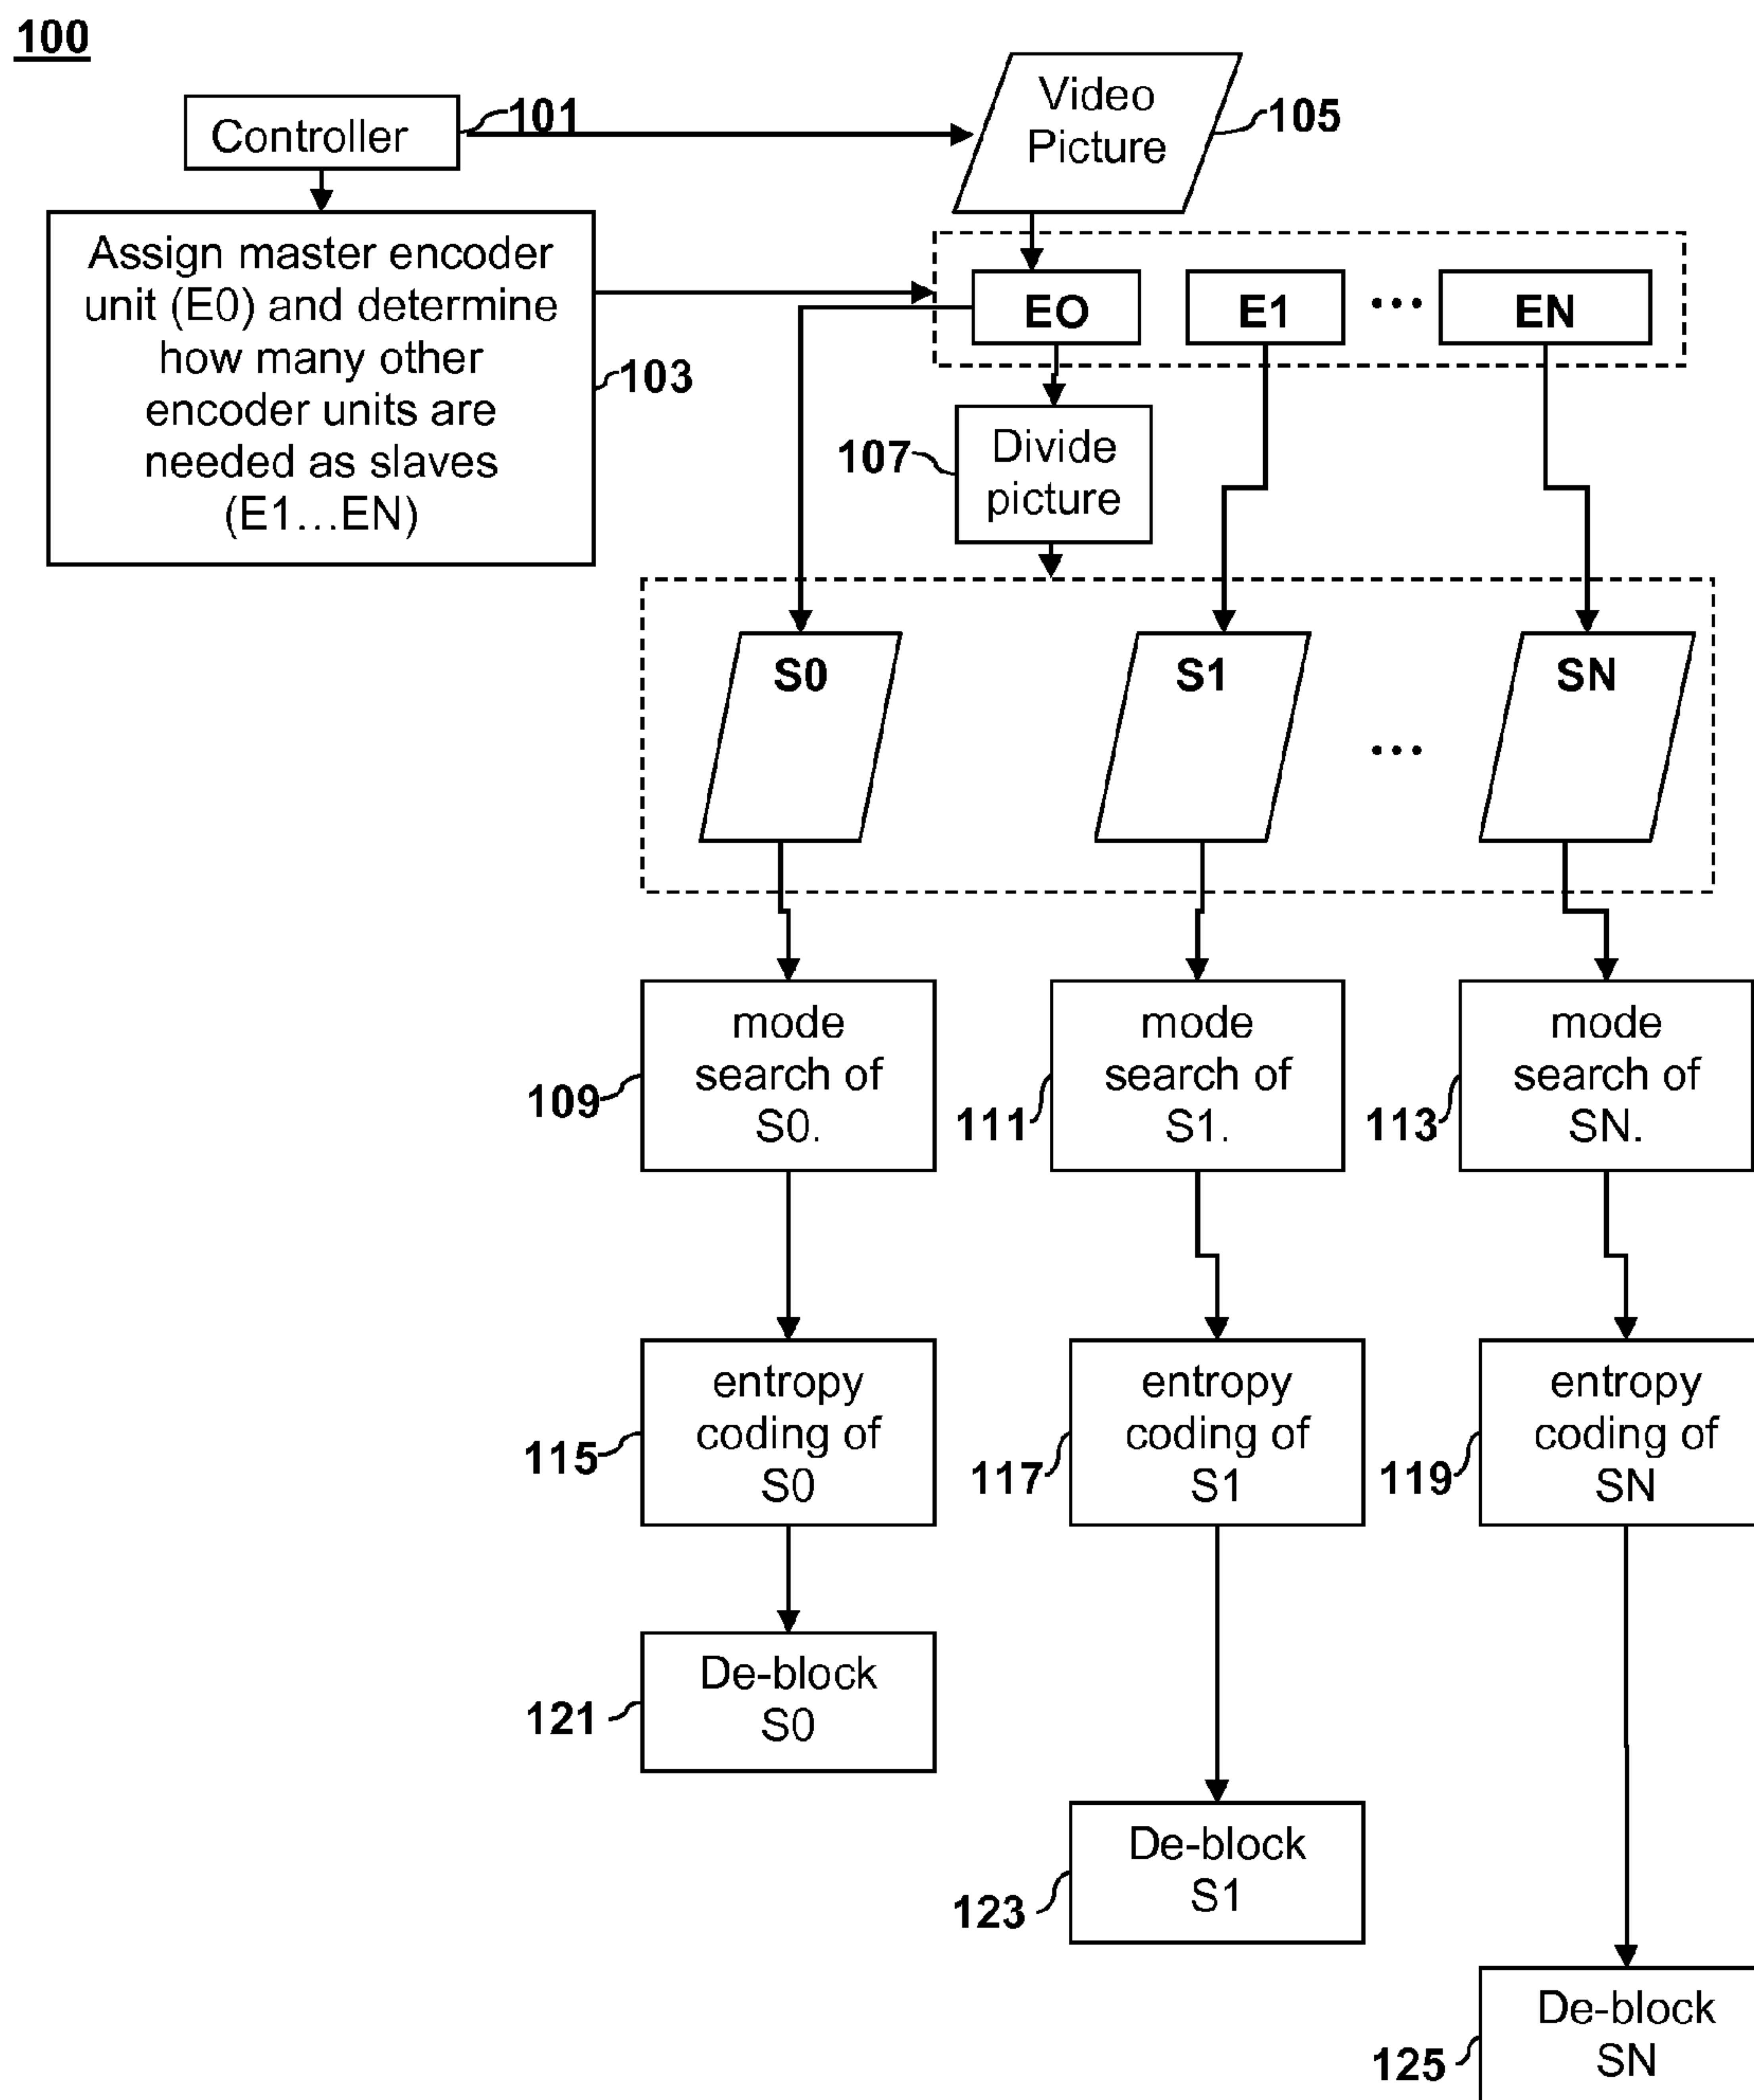 100
Controller
101
Video
Picture
105
Assign master encoder
unit (E0) and determine
how many other
encoder units are
needed as slaves
(E1...EN)
103
EO
E1
...
EN
107
Divide
picture
S0
S1
...
SN
109
mode
search of
S0.
111
mode
search of
S1.
113
mode
search of
SN.
115
entropy
coding of
S0
117
entropy
coding of
S1
119
entropy
coding of
SN
121
De-block
S0
123
De-block
S1
125
De-block
SN